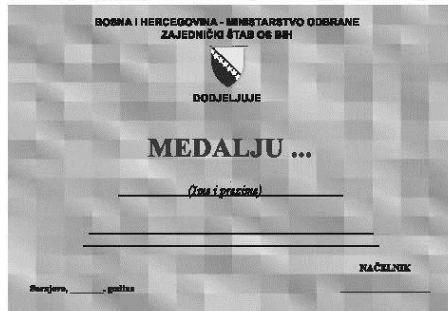 BOSNA I HERCEGOVINA - MINISTARSTVO ODBRANE
ZAJEDNIČKI ŠTAB OS BIH
DODJELJUJE
MEDALJU ...
(Ime i prezime)
NAČELNIK
Sarajevo, ______. godine